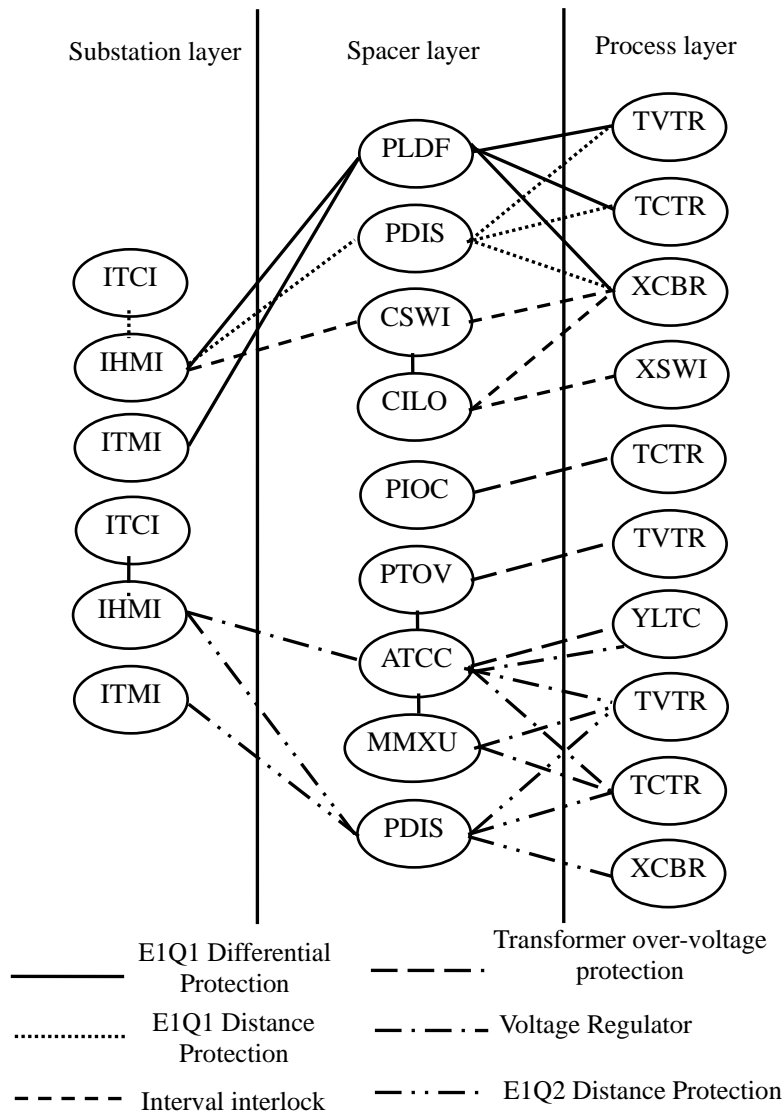 Substation layer
Spacer layer
Process layer
PLDF
TVTR
PDIS
TCTR
ITCI
CSWI
XCBR
IHMI
CILO
XSWI
ITMI
PIOC
TCTR
ITCI
PTOV
TVTR
IHMI
ATCC
YLTC
ITMI
MMXU
TVTR
PDIS
TCTR
XCBR
E1Q1 Differential
Protection
Transformer over-voltage
protection
E1Q1 Distance
Protection
Voltage Regulator
Interval interlock
E1Q2 Distance Protection